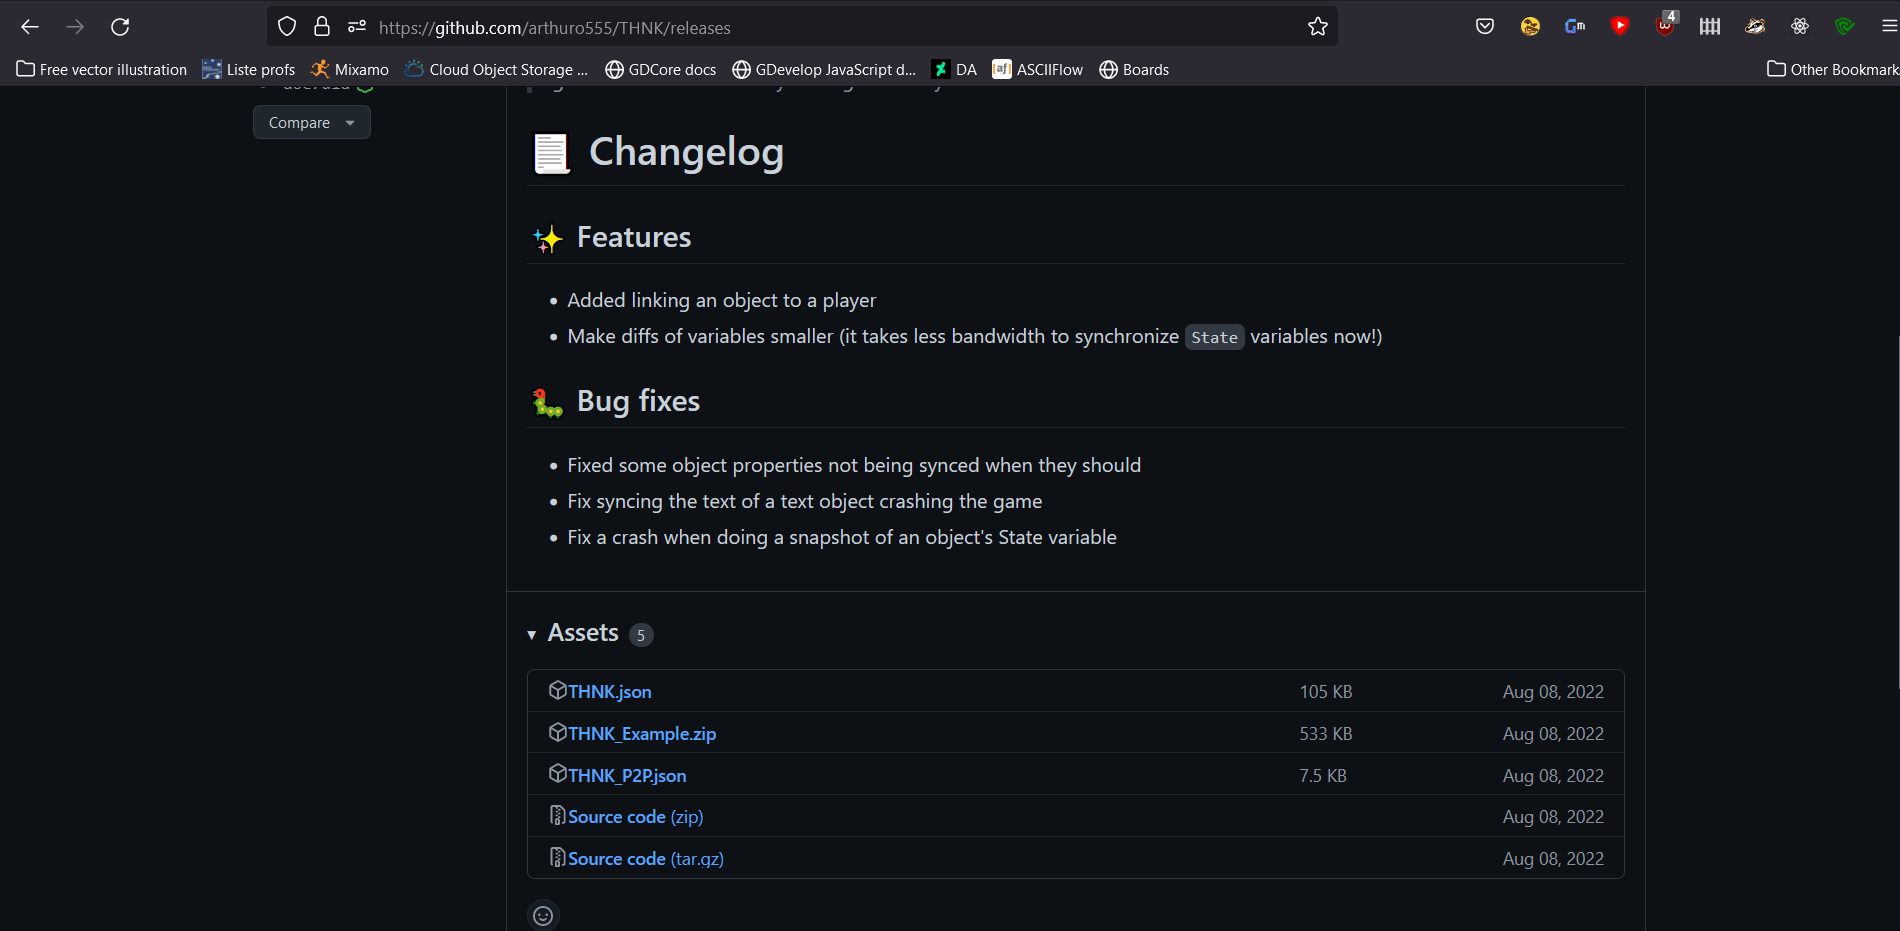 https://github.com/arthuro555/THNK/releases
4
Free vector illustration Liste profs Mixamo Cloud Object Storage ... GDCore docs GDevelop JavaScript d... DA ASCIIFlow Boards Other Bookmark
Compare
Changelog
Features
Added linking an object to a player
Make diffs of variables smaller (it takes less bandwidth to synchronize State variables now!)
Bug fixes
Fixed some object properties not being synced when they should
Fix syncing the text of a text object crashing the game
Fix a crash when doing a snapshot of an object's State variable
Assets 5
THNK.json 105 KB Aug 08, 2022
THNK_Example.zip 533 KB Aug 08, 2022
THNK_P2P.json 7.5 KB Aug 08, 2022
Source code (zip) Aug 08, 2022
Source code (tar.gz) Aug 08, 2022